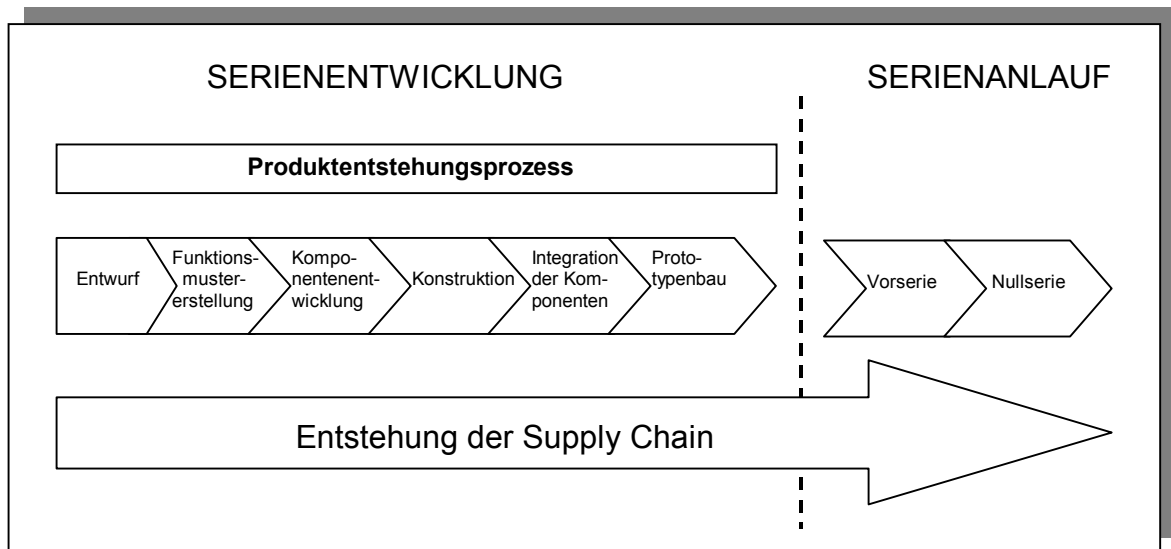 SERIENENTWICKLUNG
SERIENANLAUF
Produktentstehungsprozess
Entwurf
Funktions-
muster-
erstellung
Kompo-
nentenent-
wicklung
Konstruktion
Integration
der Kom-
ponenten
Proto-
typenbau
Vorserie
Nullserie
Entstehung der Supply Chain